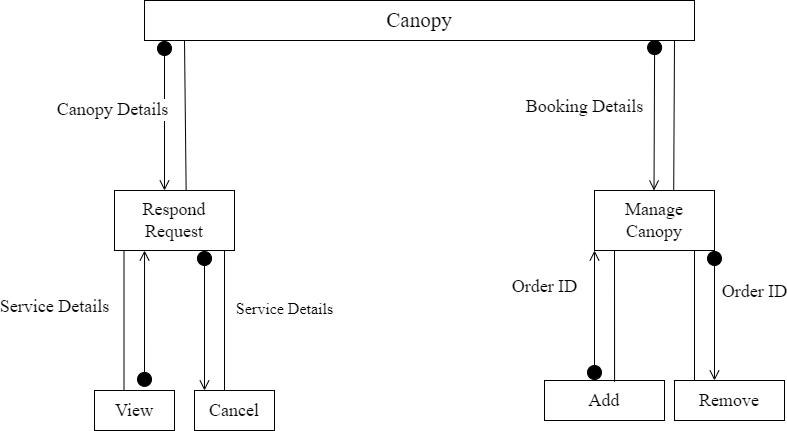 Canopy
Canopy Details
Booking Details
Respond
Request
Manage
Canopy
Service Details
Service Details
Order ID
Order ID
View
Cancel
Add
Remove